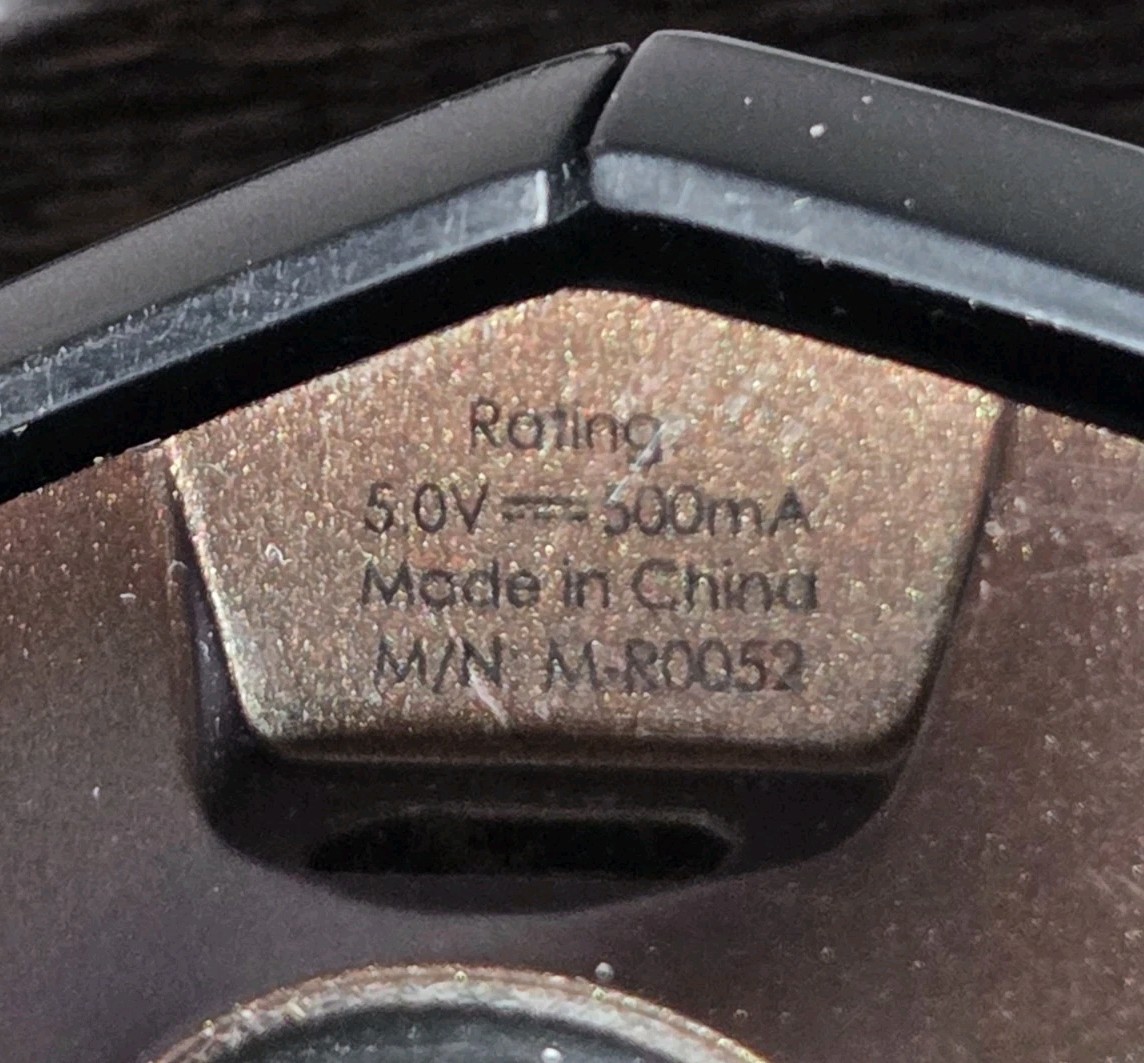 Rating:
5.0V ⎓ 500mA
Made in China
M/N: M-R0052